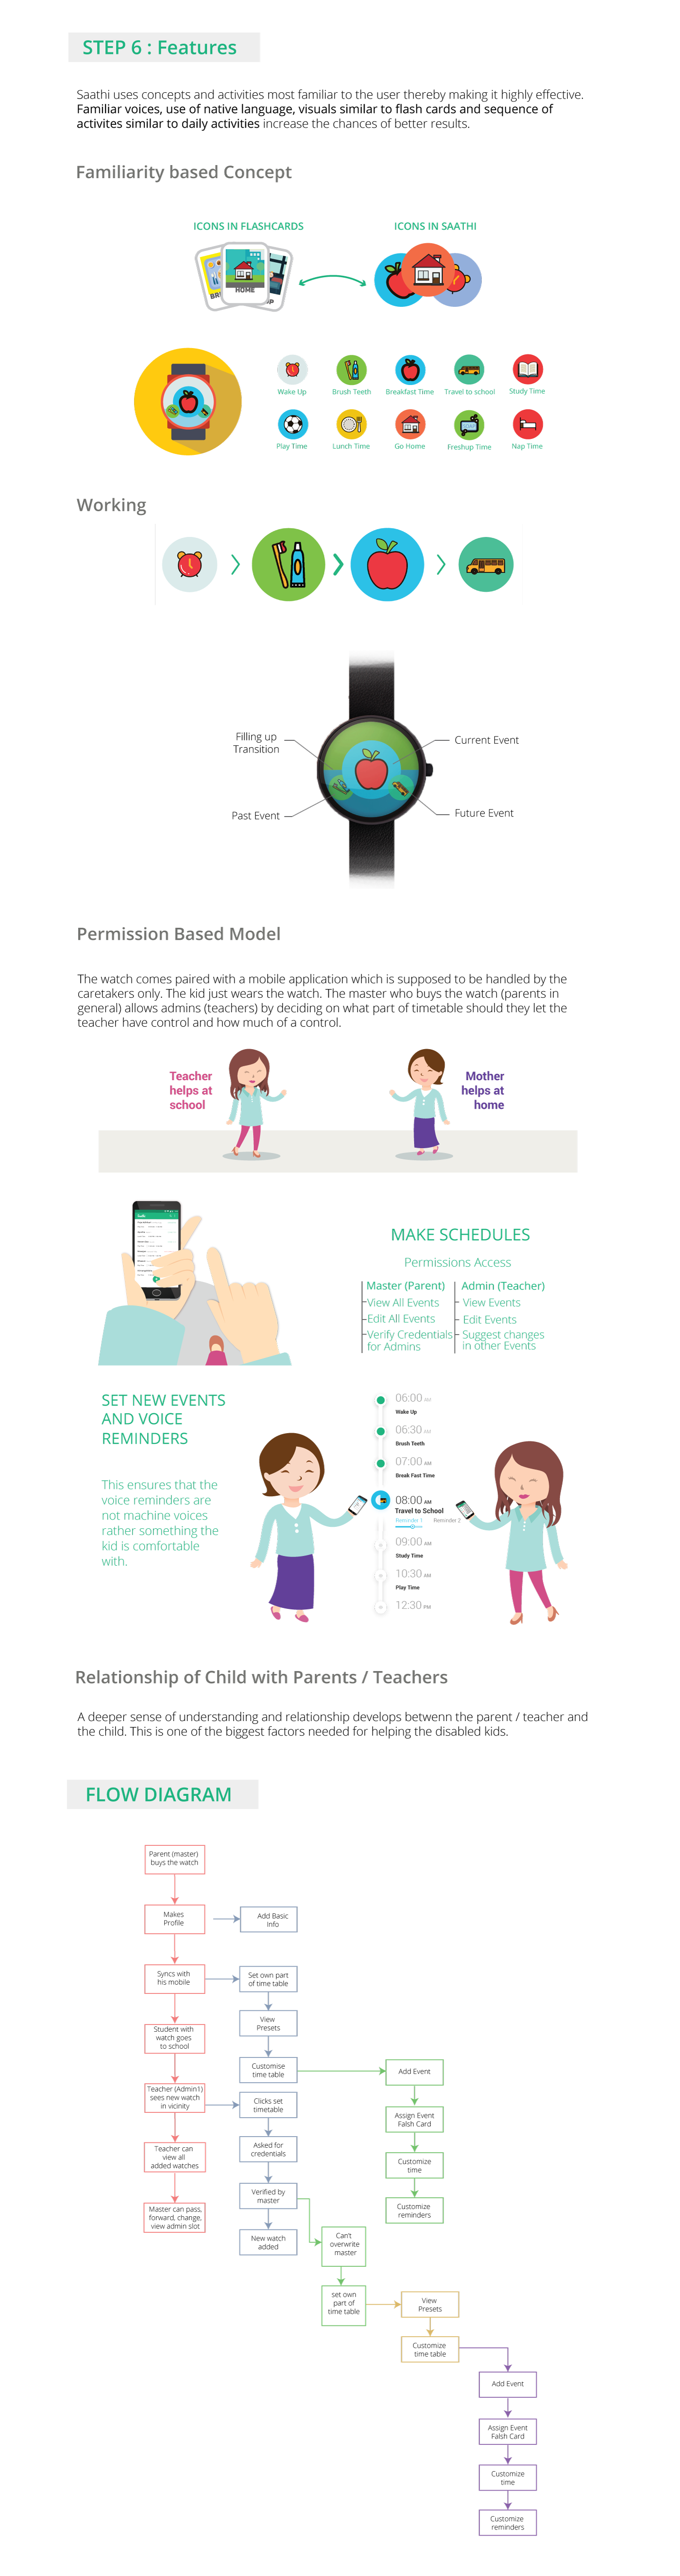 STEP 6 : Features
Saathi uses concepts and activities most familiar to the user thereby making it highly effective.
Familiar voices, use of native language, visuals similar to flash cards and sequence of
activites similar to daily activities increase the chances of better results.
Familiarity based Concept
ICONS IN FLASHCARDS
ICONS IN SAATHI
HOME
Wake Up
Brush Teeth
Breakfast Time
Travel to school
Study Time
Play Time
Lunch Time
Go Home
Freshup Time
Nap Time
Working
Filling up
Transition
Current Event
Past Event
Future Event
Permission Based Model
The watch comes paired with a mobile application which is supposed to be handled by the
caretakers only. The kid just wears the watch. The master who buys the watch (parents in
general) allows admins (teachers) by deciding on what part of timetable should they let the
teacher have control and how much of a control.
Teacher
helps at
school
Mother
helps at
home
MAKE SCHEDULES
Permissions Access
Master (Parent)
View All Events
Edit All Events
Verify Credentials
for Admins
Admin (Teacher)
View Events
Edit Events
Suggest changes
in other Events
SET NEW EVENTS
AND VOICE
REMINDERS
This ensures that the
voice reminders are
not machine voices
rather something the
kid is comfortable
with.
06:00 AM
Wake Up
06:30 AM
Brush Teeth
07:00 AM
Break Fast Time
08:00 AM
Travel to School
Reminder 1
Reminder 2
09:00 AM
Study Time
10:30 AM
Play Time
12:30 PM
Relationship of Child with Parents / Teachers
A deeper sense of understanding and relationship develops betwenn the parent / teacher and
the child. This is one of the biggest factors needed for helping the disabled kids.
FLOW DIAGRAM
Parent (master)
buys the watch
Makes
Profile
Add Basic
Info
Syncs with
his mobile
Set own part
of time table
View
Presets
Customise
time table
Student with
watch goes
to school
Teacher (Admin1)
sees new watch
in vicinity
Teacher can
view all
added watches
Master can pass,
forward, change,
view admin slot
Clicks set
timetable
Asked for
credentials
Verified by
master
New watch
added
Add Event
Assign Event
Falsh Card
Customize
time
Customize
reminders
Can't
overwrite
master
set own
part of
time table
View
Presets
Customize
time table
Add Event
Assign Event
Falsh Card
Customize
time
Customize
reminders